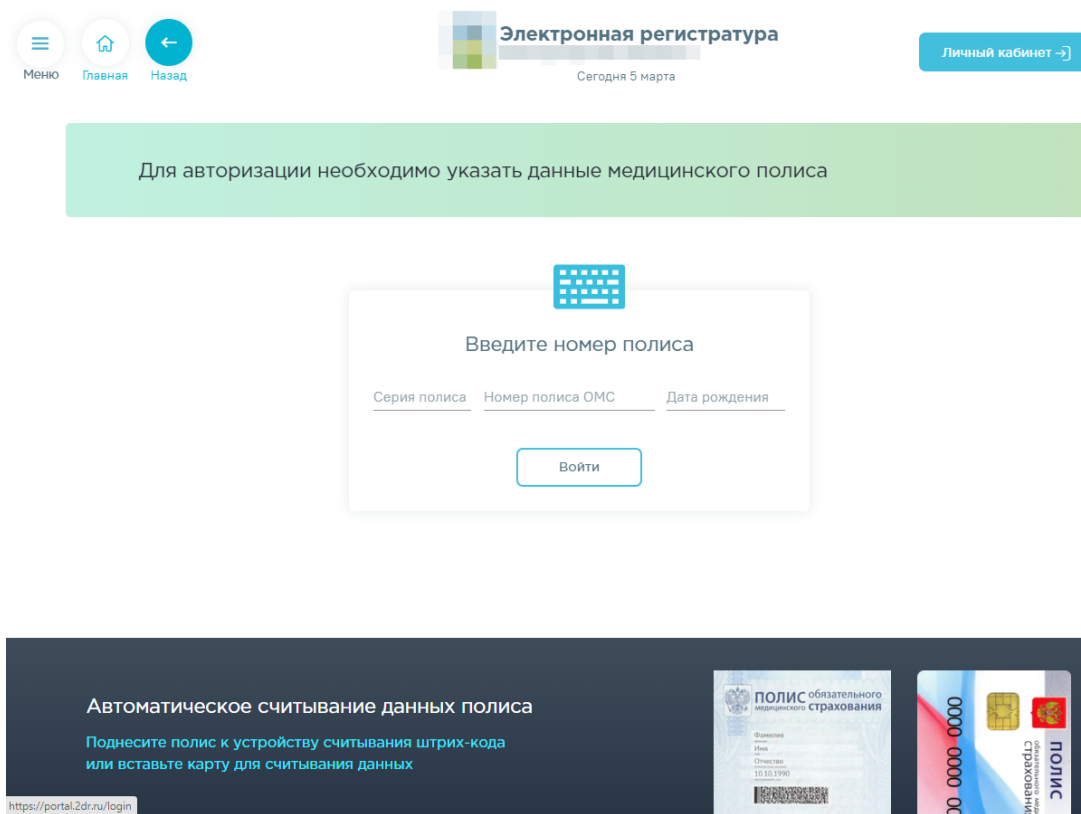 Меню
Главная
Назад
Электронная регистратура
Сегодня 5 марта
Личный кабинет
Для авторизации необходимо указать данные медицинского полиса
Введите номер полиса
Серия полиса
Номер полиса ОМС
Дата рождения
Войти
Автоматическое считывание данных полиса
Поднесите полис к устройству считывания штрих-кода
или вставьте карту для считывания данных
ПОЛИС обязательного
медицинского страхования
Фамилия
Имя
Отчество
10.10.1990
0000 0000 00
ПОЛИС
https://portal.2dr.ru/login